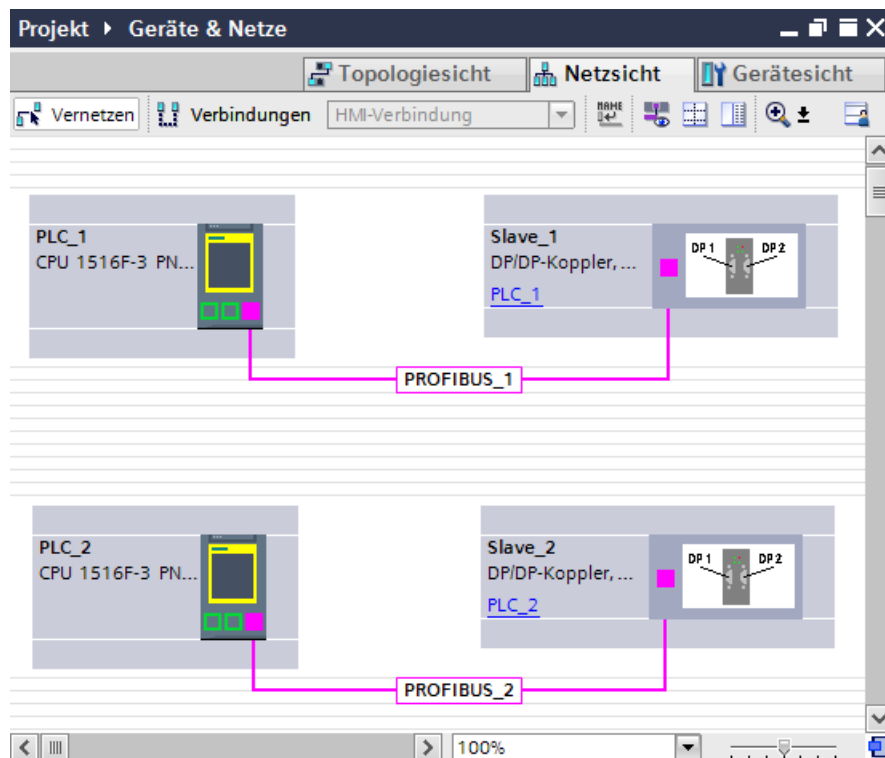 Projekt ▸ Geräte & Netze
Topologiesicht Netzsicht Gerätesicht
Vernetzen Verbindungen HMI-Verbindung NAME
PLC_1
CPU 1516F-3 PN...
Slave_1
DP/DP-Koppler, ...
PLC_1
DP 1 DP 2
PROFIBUS_1
PLC_2
CPU 1516F-3 PN...
Slave_2
DP/DP-Koppler, ...
PLC_2
DP 1 DP 2
PROFIBUS_2
100%